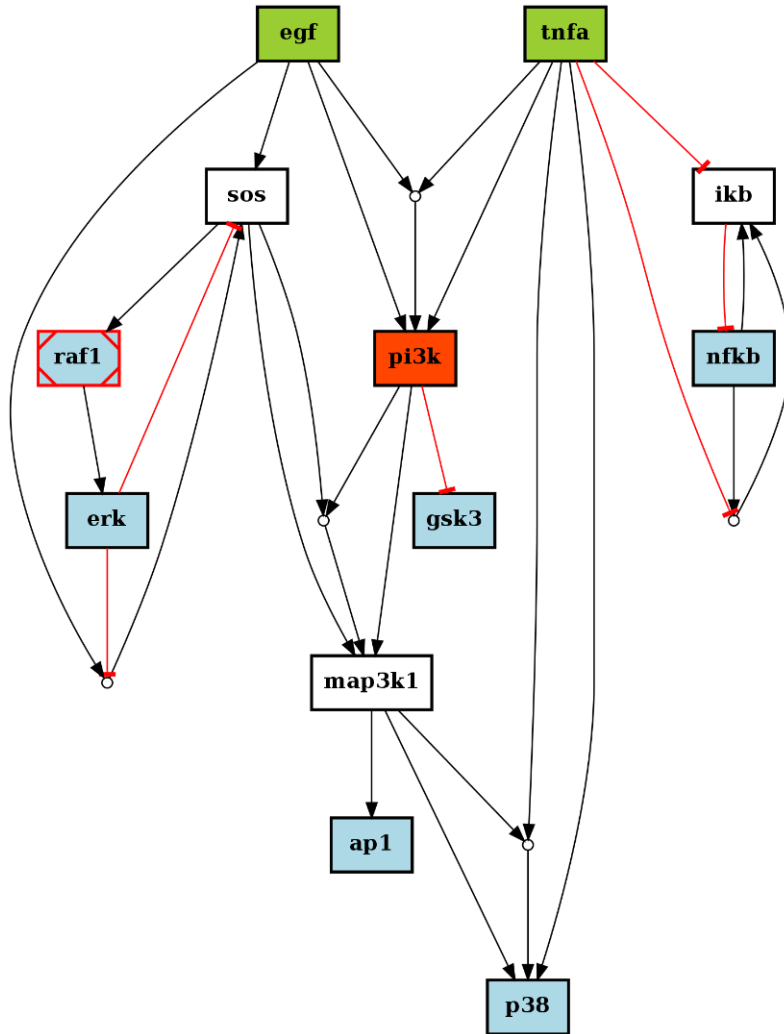 egf
tnfa
sos
ikb
raf1
pi3k
nfkb
erk
gsk3
map3k1
ap1
p38